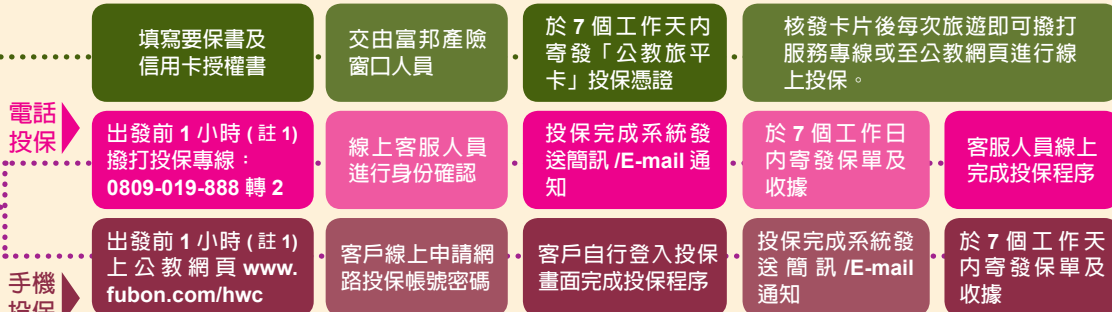 填寫要保書及
信用卡授權書
交由富邦產險
窗口人員
於 7 個工作天內
寄發「公教旅平
卡」投保憑證
核發卡片後每次旅遊即可撥打
服務專線或至公教網頁進行線
上投保。
電話
投保
出發前 1 小時 ( 註 1)
撥打投保專線：
0809-019-888 轉 2
線上客服人員
進行身份確認
投保完成系統發
送簡訊 /E-mail 通
知
於 7 個工作日
內寄發保單及
收據
客服人員線上
完成投保程序
手機
投保
出發前 1 小時 ( 註 1)
上公教網頁 www.
fubon.com/hwc
客戶線上申請網
路投保帳號密碼
客戶自行登入投保
畫面完成投保程序
投保完成系統發
送簡訊 /E-mail
通知
於 7 個工作天
內寄發保單及
收據